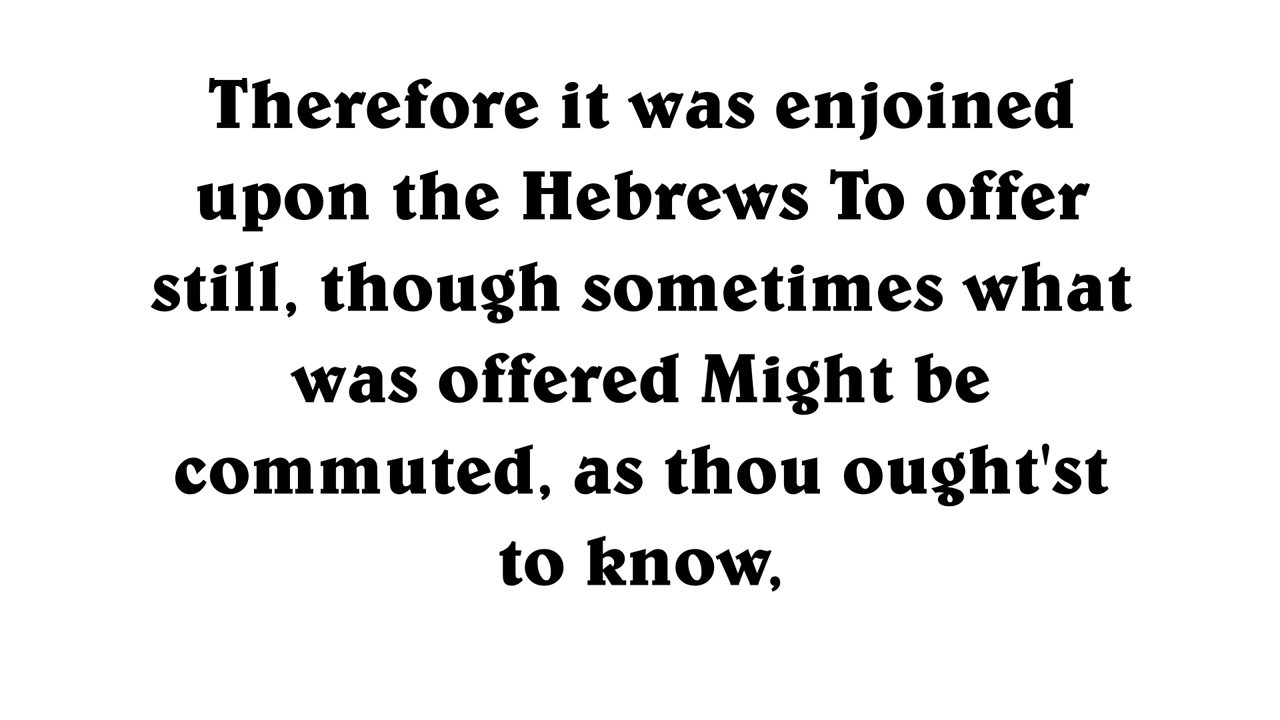 Therefore it was enjoined
upon the Hebrews To offer
still, though sometimes what
was offered Might be
commuted, as thou ought'st
to know,